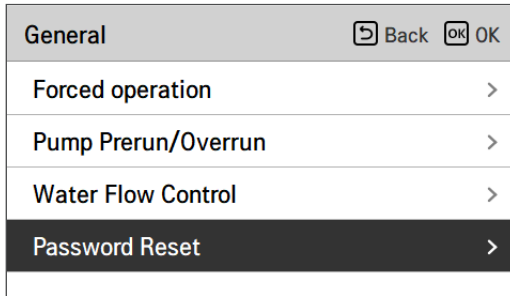 General Back OK OK
Forced operation >
Pump Prerun/Overrun >
Water Flow Control >
Password Reset >